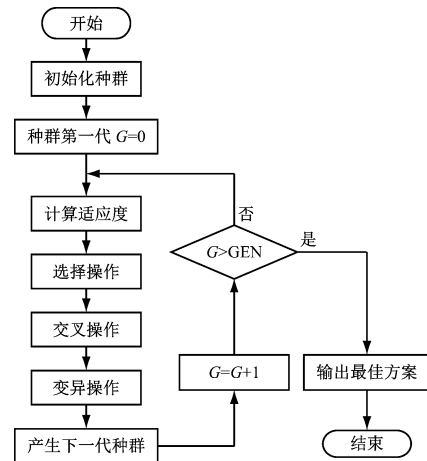 开始
初始化种群
种群第一代 G=0
计算适应度
选择操作
交叉操作
变异操作
产生下一代种群
G=G+1
G>GEN
否
是
输出最佳方案
结束